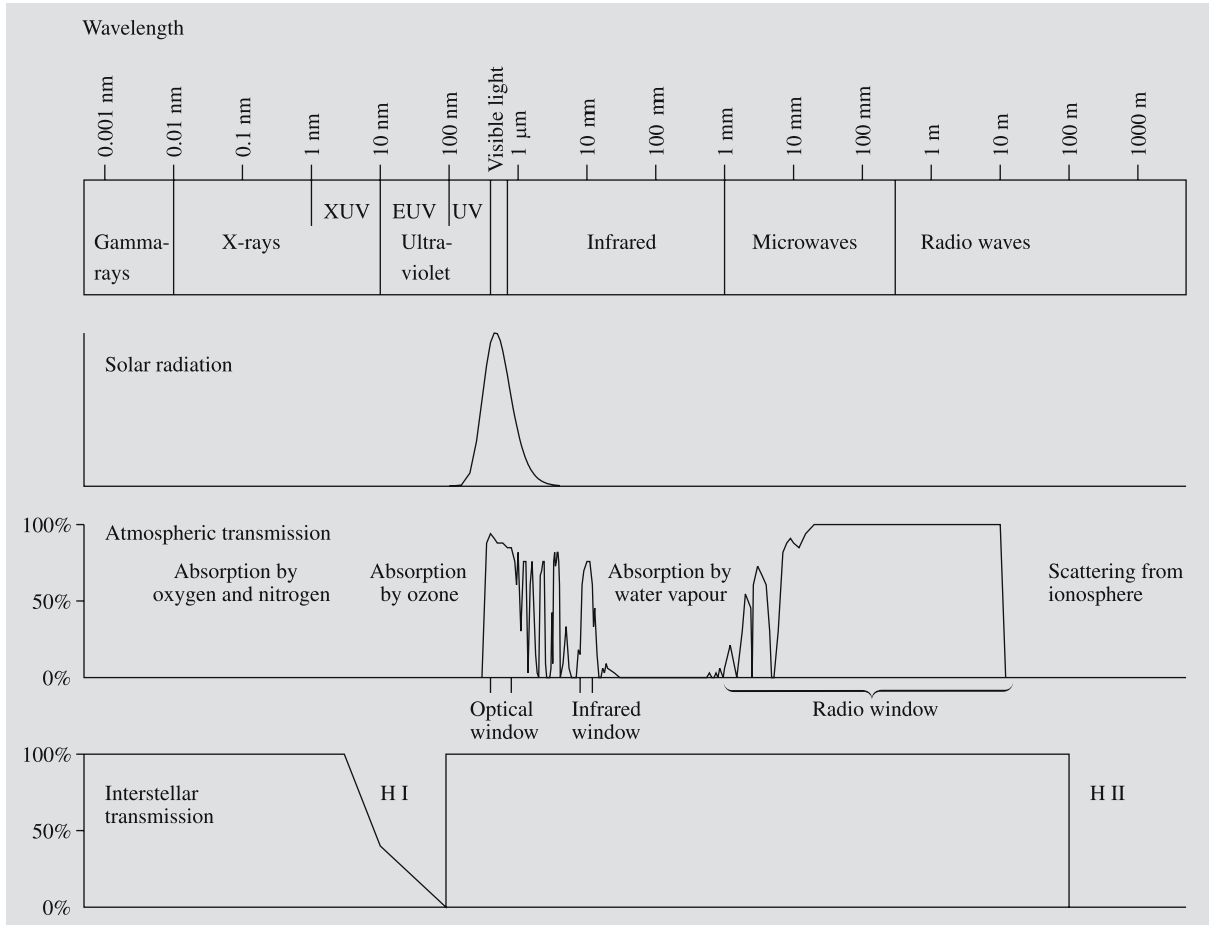 Wavelength
0.001 nm
0.01 nm
0.1 nm
1 nm
10 nm
100 nm
Visible light
1 μm
10 mm
100 mm
1 mm
10 mm
100 mm
1 m
10 m
100 m
1000 m
XUV
EUV
UV
Gamma-
rays
X-rays
Ultra-
violet
Infrared
Microwaves
Radio waves
Solar radiation
100%
Atmospheric transmission
Absorption by
oxygen and nitrogen
Absorption
by ozone
Absorption by
water vapour
Scattering from
ionosphere
50%
0%
Optical
window
Infrared
window
Radio window
100%
Interstellar
transmission
H I
H II
50%
0%